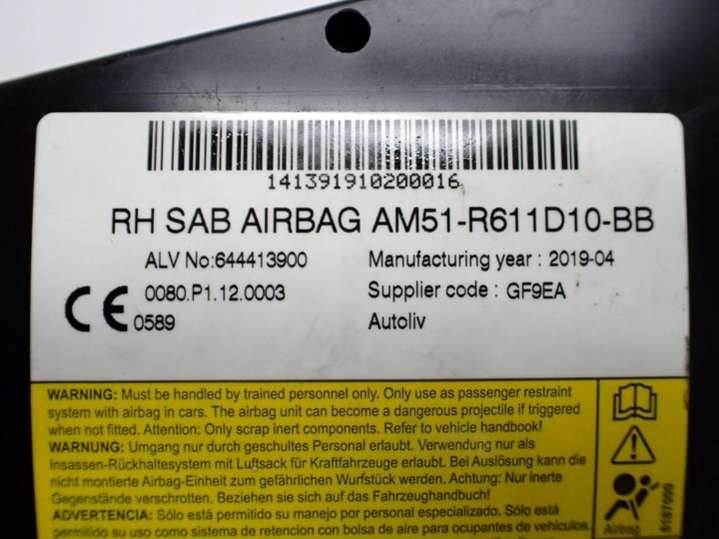 141391910200016
RH SAB AIRBAG AM51-R611D10-BB
ALV No:644413900 Manufacturing year : 2019-04
0080.P1.12.0003 Supplier code : GF9EA
CE 0589 Autoliv
WARNING: Must be handled by trained personnel only. Only use as passenger restraint
system with airbag in cars. The airbag unit can become a dangerous projectile if triggered
when not fitted. Attention: Only scrap inert components. Refer to vehicle handbook!
WARNUNG: Umgang nur durch geschultes Personal erlaubt. Verwendung nur als
Insassen-Rückhaltesystem mit Luftsack für Kraftfahrzeuge erlaubt. Bei Auslösung kann die
nicht montierte Airbag-Einheit zum gefährlichen Wurfstück werden. Achtung: Nur inerte
Gegenstände verschrotten. Beziehen sie sich auf das Fahrzeughandbuch!
ADVERTENCIA: Sólo está permitido su manejo por personal especializado. Sólo está
permitido su uso como sistema de retencion con bolsa de aire para ocupantes de vehículos.
Airbag